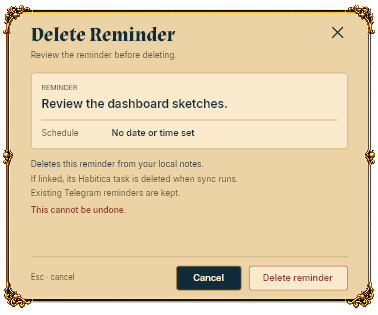 Delete Reminder
Review the reminder before deleting.
REMINDER
Review the dashboard sketches.
Schedule No date or time set
Deletes this reminder from your local notes.
If linked, its Habitica task is deleted when sync runs.
Existing Telegram reminders are kept.
This cannot be undone.
Esc · cancel Cancel Delete reminder